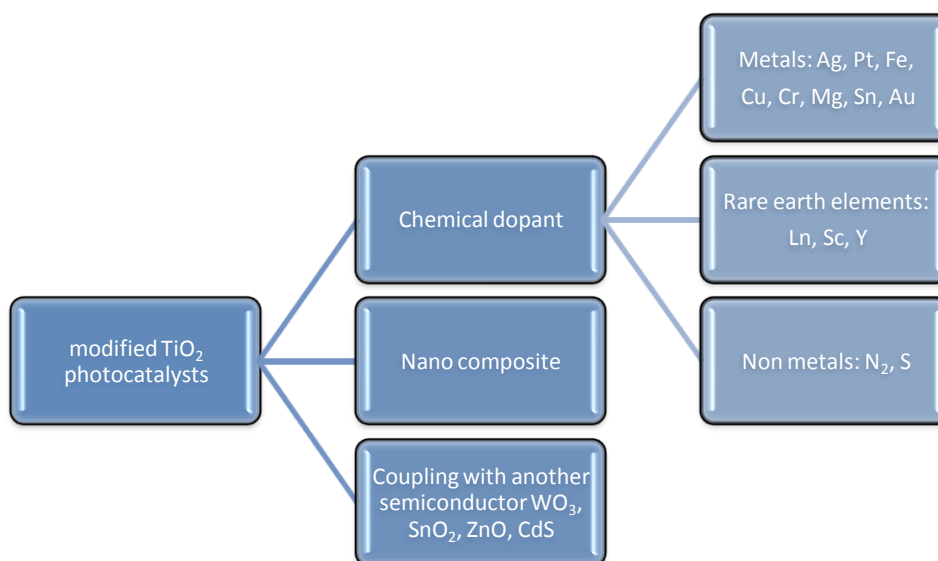 modified TiO₂
photocatalysts
Chemical dopant
Nano composite
Coupling with another
semiconductor WO₃,
SnO₂, ZnO, CdS
Metals: Ag, Pt, Fe,
Cu, Cr, Mg, Sn, Au
Rare earth elements:
Ln, Sc, Y
Non metals: N₂, S